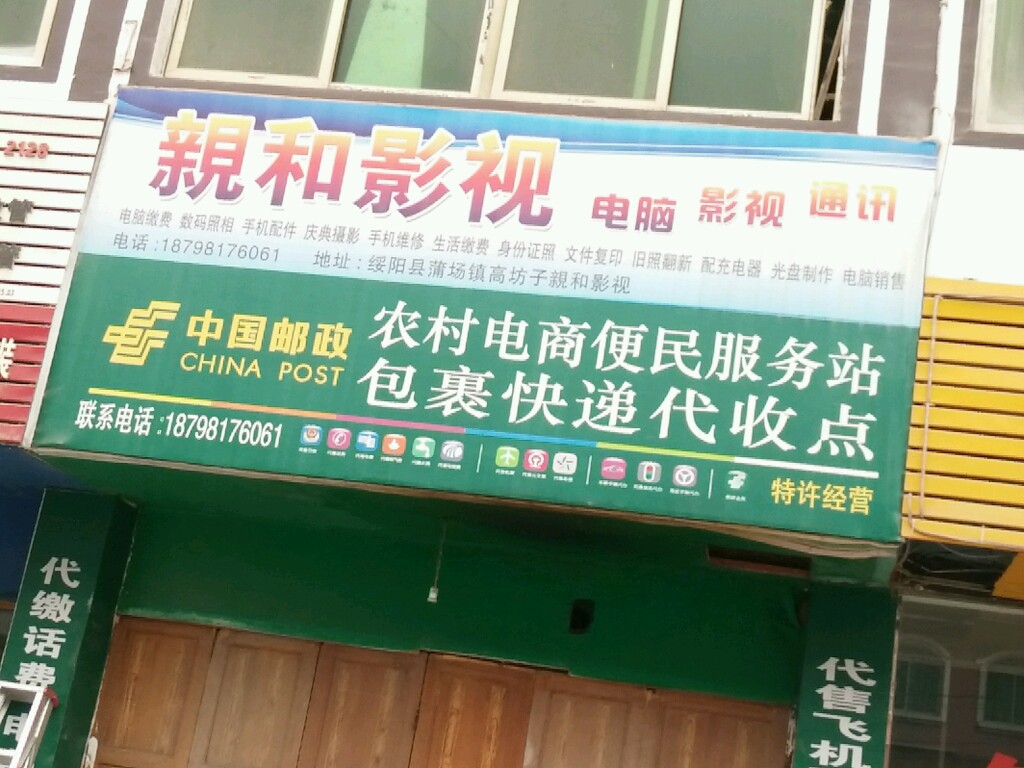 親和影视
电脑 影视 通讯
电脑缴费 数码照相 手机配件 庆典摄影 手机维修 生活缴费 身份证照 文件复印 旧照翻新 配充电器 光盘制作 电脑销售
电话:18798176061 地址:绥阳县蒲场镇高坊子親和影视
中国邮政
CHINA POST
农村电商便民服务站
包裹快递代收点
联系电话:18798176061
特许经营
代缴话费
代售飞机
2128